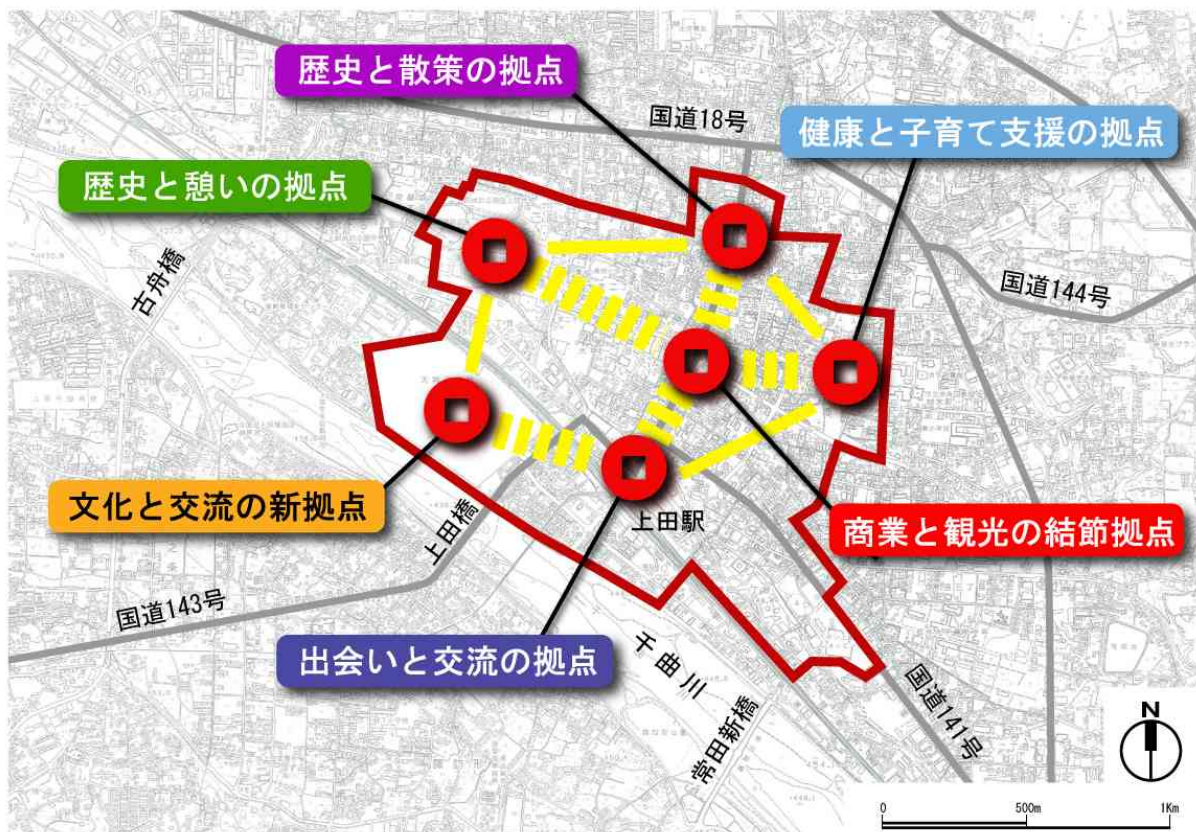 歴史と散策の拠点
国道18号
健康と子育て支援の拠点
歴史と憩いの拠点
古舟橋
国道144号
文化と交流の新拠点
上田橋
上田駅
商業と観光の結節拠点
国道143号
出会いと交流の拠点
千曲川
常田新橋
国道141号
N
0 500m 1Km